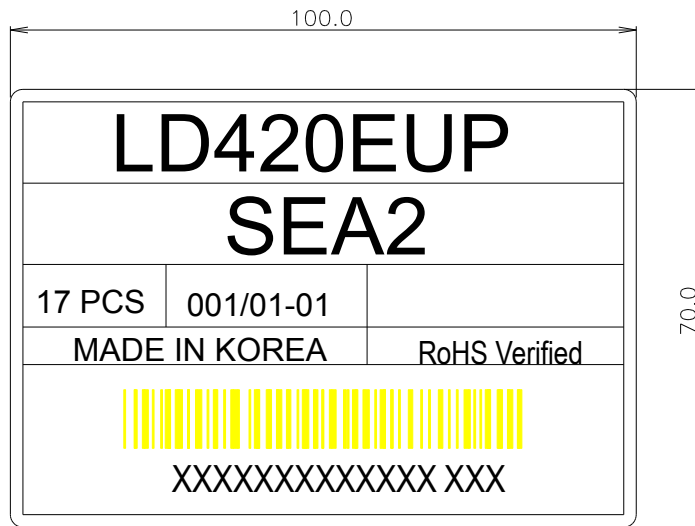 100.0
LD420EUP
SEA2
17 PCS 001/01-01
70.0
MADE IN KOREA RoHS Verified
XXXXXXXXXXXXX XXX